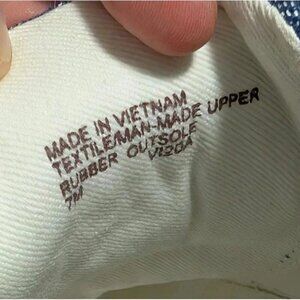 MADE IN VIETNAM
TEXTILE/MAN-MADE UPPER
RUBBER OUTSOLE
7M V120A